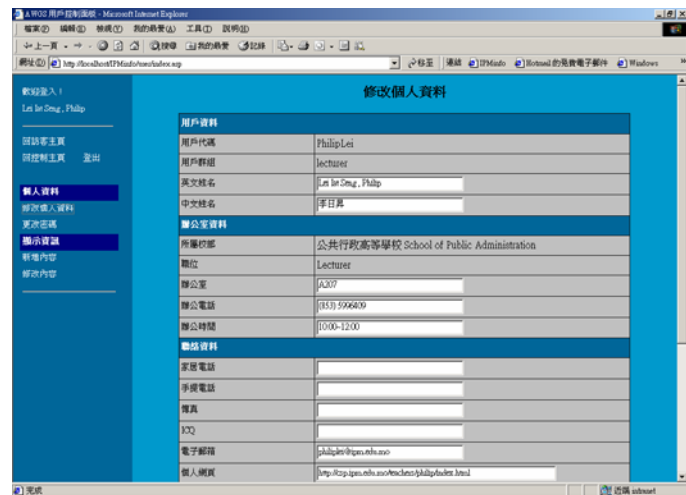 AWOS 用戶控制面板 - Microsoft Internet Explorer
檔案(F) 編輯(E) 檢視(V) 我的最愛(A) 工具(T) 說明(H)
上一頁 搜尋 我的最愛 記錄
網址(D) http://localhost/IPMinfo/user/index.asp 移至 連結 IPMinfo Hotmail 的免費電子郵件 Windows
歡迎登入！
Lei Iat Seng, Philip
回訪客主頁
回控制主頁 登出
個人資料
修改個人資料
更改密碼
顯示資訊
新增內容
修改內容
修改個人資料
用戶資料
用戶代碼 PhilipLei
用戶群組 lecturer
英文姓名 Lei Iat Seng, Philip
中文姓名 李日昇
辦公室資料
所屬校部 公共行政高等學校 School of Public Administration
職位 Lecturer
辦公室 A207
辦公電話 (853) 5996409
辦公時間 10:00-12:00
聯絡資料
家居電話
手提電話
傳真
ICQ
電子郵箱 philiplei@ipm.edu.mo
個人網頁 http://csp.ipm.edu.mo/teachers/philip/index.html
完成 近端 intranet